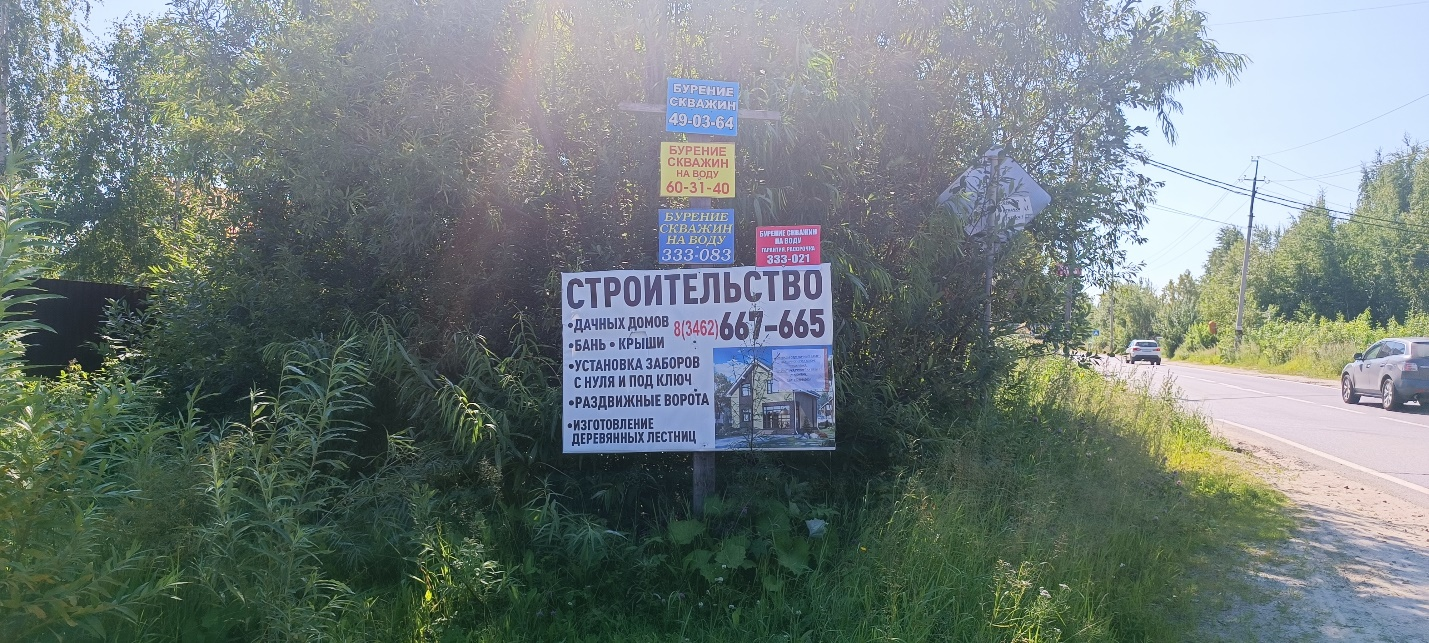 БУРЕНИЕ
СКВАЖИН
49-03-64
БУРЕНИЕ
СКВАЖИН
НА ВОДУ
60-31-40
БУРЕНИЕ
СКВАЖИН
НА ВОДУ
333-083
БУРЕНИЕ СКВАЖИН
НА ВОДУ
ГАРАНТИЯ, РАССРОЧКА
333-021
СТРОИТЕЛЬСТВО
•ДАЧНЫХ ДОМОВ
8(3462)667-665
•БАНЬ • КРЫШИ
•УСТАНОВКА ЗАБОРОВ
С НУЛЯ И ПОД КЛЮЧ
•РАЗДВИЖНЫЕ ВОРОТА
•ИЗГОТОВЛЕНИЕ
ДЕРЕВЯННЫХ ЛЕСТНИЦ